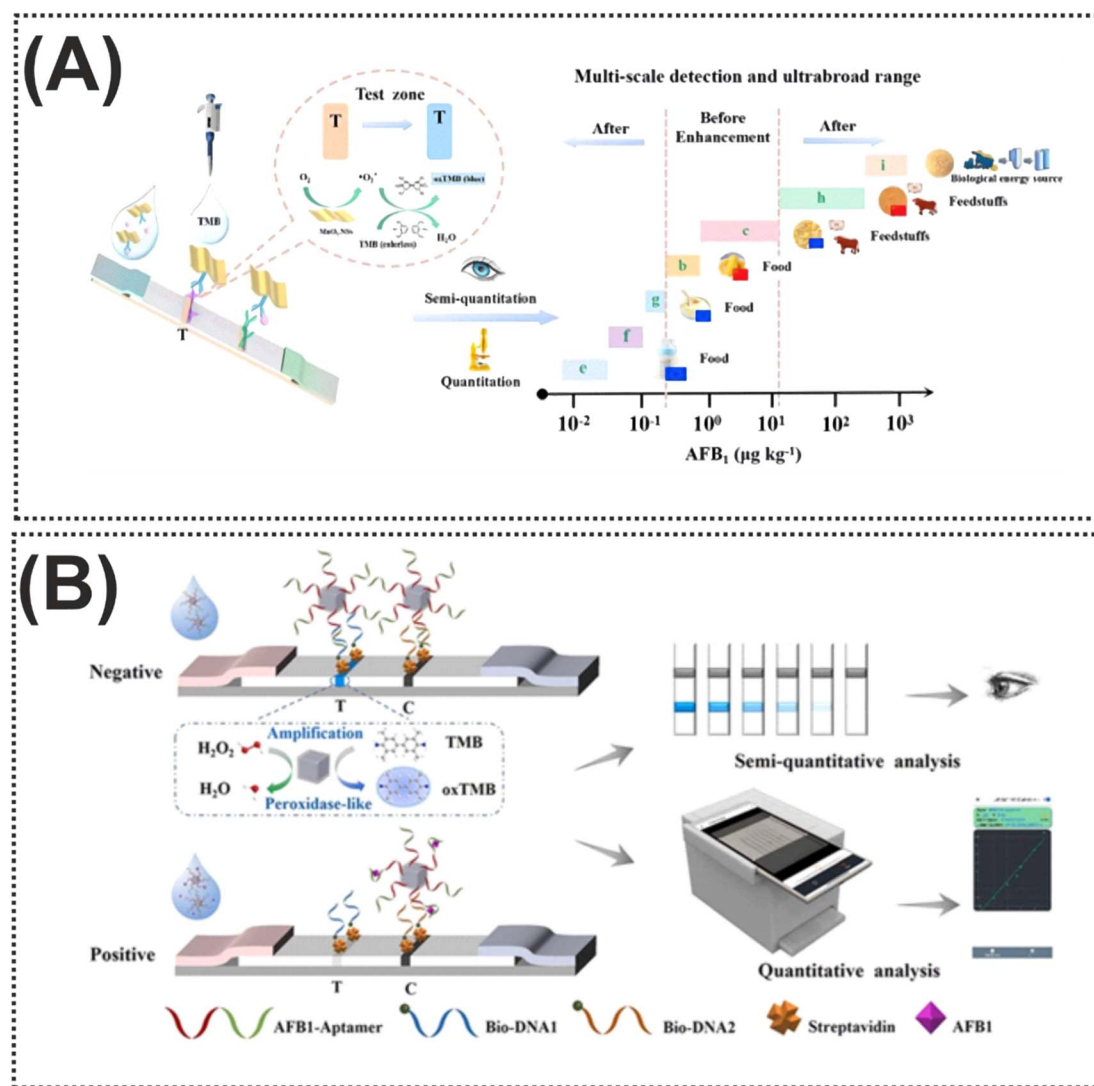 (A)
Multi-scale detection and ultrabroad range
Test zone
T
T
After
Before
Enhancement
After
O₂
•O₂⁻
oxTMB (blue)
MnO₂ NSs
TMB (colorless)
H₂O
TMB
T
Semi-quantitation
Quantitation
i
Biological energy source
h
Feedstuffs
c
Feedstuffs
b
Food
g
Food
f
Food
e
10⁻²
10⁻¹
10⁰
10¹
10²
10³
AFB₁ (μg kg⁻¹)
(B)
Negative
T
C
Amplification
H₂O₂
TMB
H₂O
oxTMB
Peroxidase-like
Semi-quantitative analysis
Positive
T
C
Quantitative analysis
AFB1-Aptamer
Bio-DNA1
Bio-DNA2
Streptavidin
AFB1